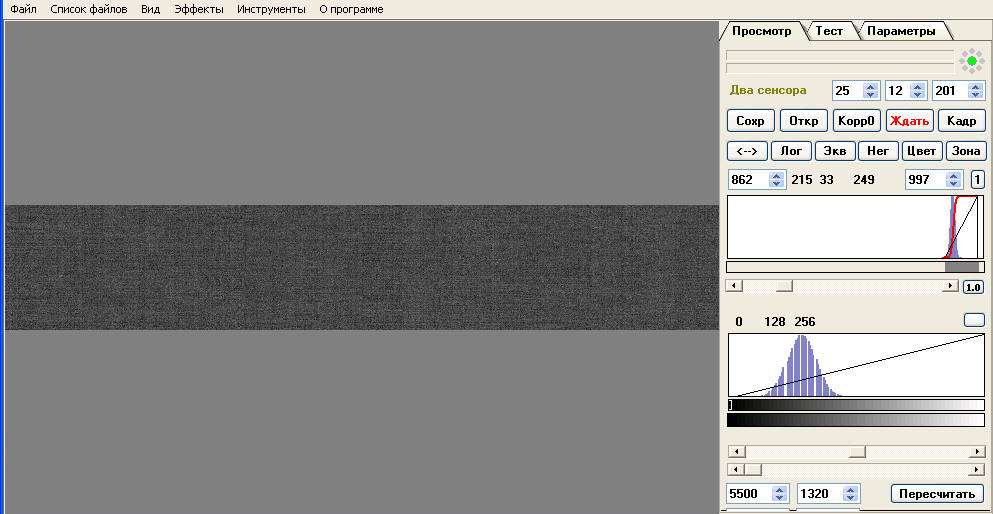 Файл Список файлов Вид Эффекты Инструменты О программе
Просмотр Тест Параметры
Два сенсора 25 12 201
Сохр Откр Корр0 Ждать Кадр
<--> Лог Экв Нег Цвет Зона
862 215 33 249 997 1
1.0
0 128 256
5500 1320 Пересчитать